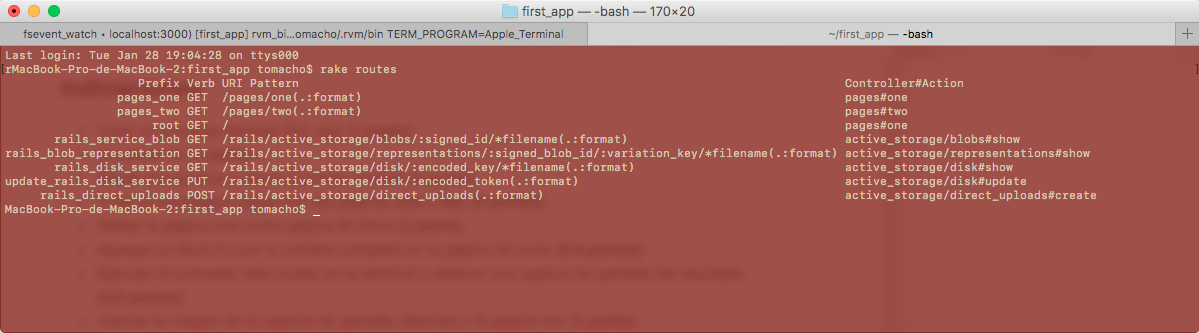 first_app — -bash — 170×20
fsevent_watch • localhost:3000) [first_app] rvm_bi...omacho/.rvm/bin TERM_PROGRAM=Apple_Terminal
~/first_app — -bash
Last login: Tue Jan 28 19:04:28 on ttys000
[rMacBook-Pro-de-MacBook-2:first_app tomacho$ rake routes ]
Prefix Verb URI Pattern Controller#Action
pages_one GET /pages/one(.:format) pages#one
pages_two GET /pages/two(.:format) pages#two
root GET / pages#one
rails_service_blob GET /rails/active_storage/blobs/:signed_id/*filename(.:format) active_storage/blobs#show
rails_blob_representation GET /rails/active_storage/representations/:signed_blob_id/:variation_key/*filename(.:format) active_storage/representations#show
rails_disk_service GET /rails/active_storage/disk/:encoded_key/*filename(.:format) active_storage/disk#show
update_rails_disk_service PUT /rails/active_storage/disk/:encoded_token(.:format) active_storage/disk#update
rails_direct_uploads POST /rails/active_storage/direct_uploads(.:format) active_storage/direct_uploads#create
MacBook-Pro-de-MacBook-2:first_app tomacho$